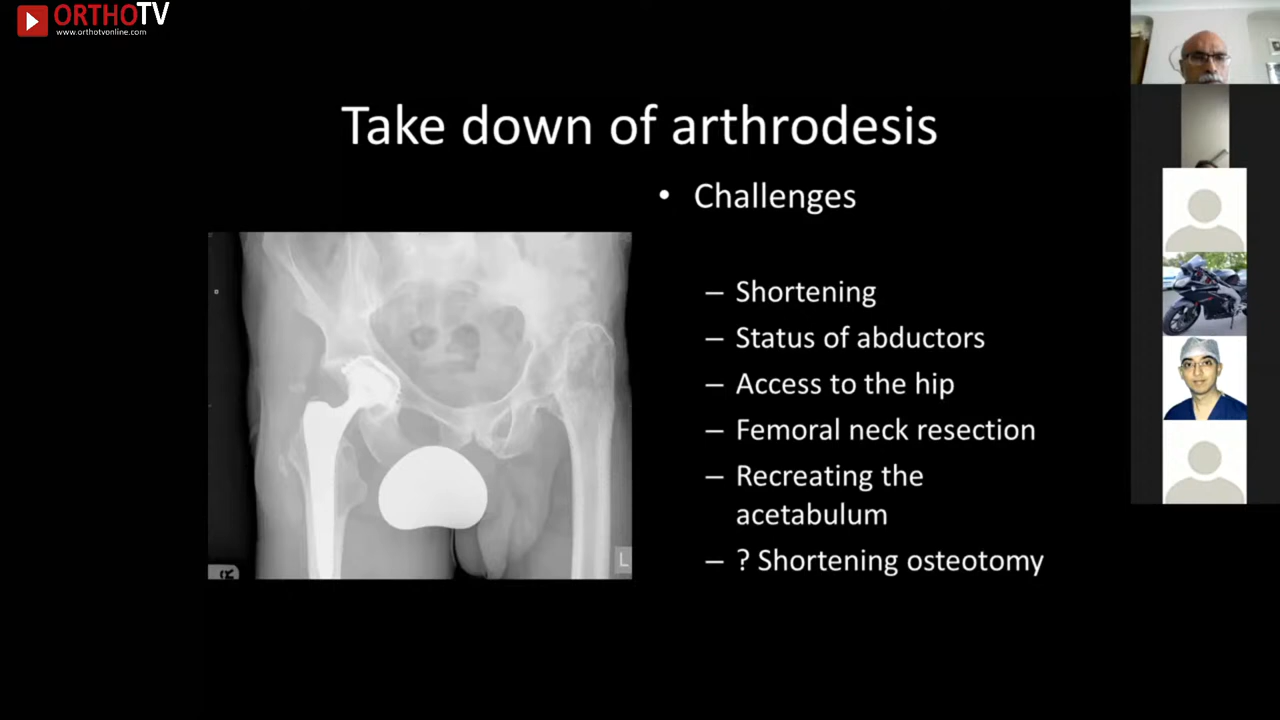 ORTHOTV
www.orthotvonline.com
Take down of arthrodesis
• Challenges
– Shortening
– Status of abductors
– Access to the hip
– Femoral neck resection
– Recreating the
acetabulum
– ? Shortening osteotomy
L